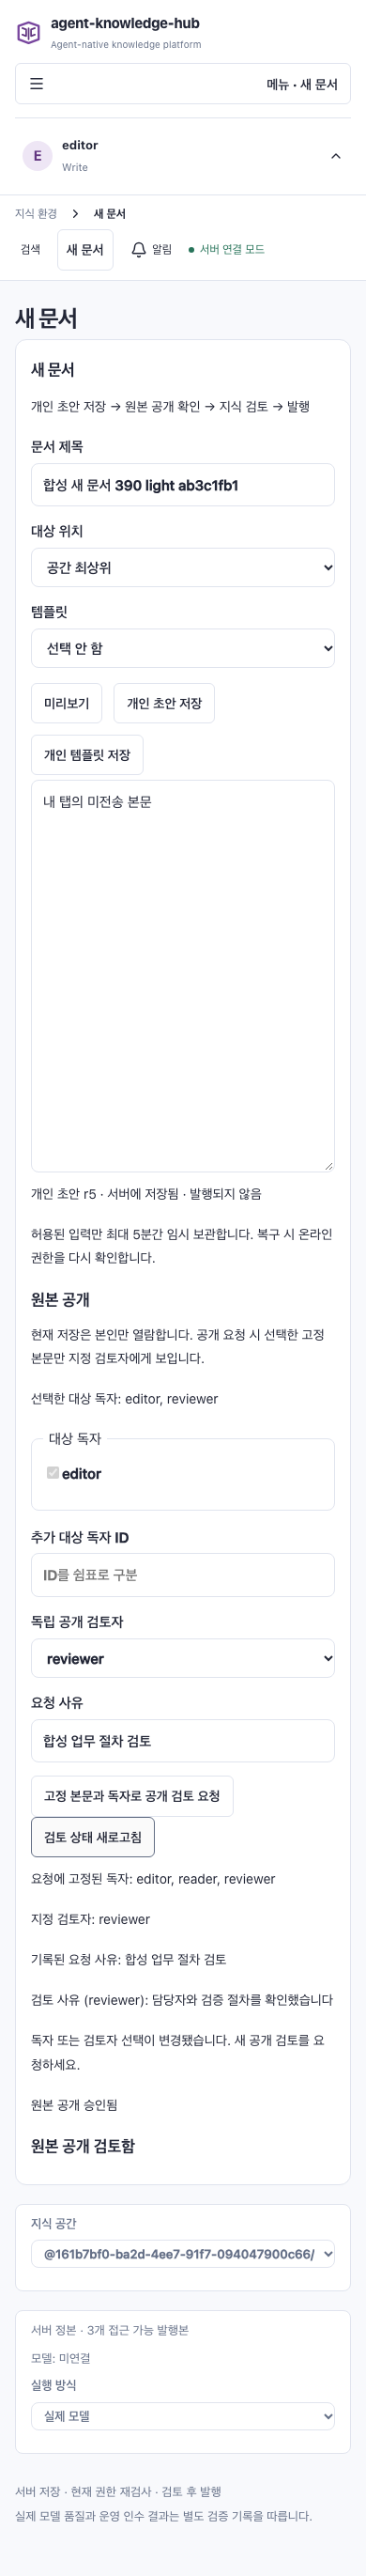 agent-knowledge-hub
Agent-native knowledge platform
메뉴 · 새 문서
E
editor
Write
지식 환경 > 새 문서
검색 새 문서 알림 서버 연결 모드
새 문서
새 문서
개인 초안 저장 → 원본 공개 확인 → 지식 검토 → 발행
문서 제목
합성 새 문서 390 light ab3c1fb1
대상 위치
공간 최상위
템플릿
선택 안 함
미리보기 개인 초안 저장
개인 템플릿 저장
내 탭의 미전송 본문
개인 초안 r5 · 서버에 저장됨 · 발행되지 않음
허용된 입력만 최대 5분간 임시 보관합니다. 복구 시 온라인
권한을 다시 확인합니다.
원본 공개
현재 저장은 본인만 열람합니다. 공개 요청 시 선택한 고정
본문만 지정 검토자에게 보입니다.
선택한 대상 독자: editor, reviewer
대상 독자
editor
추가 대상 독자 ID
ID를 쉼표로 구분
독립 공개 검토자
reviewer
요청 사유
합성 업무 절차 검토
고정 본문과 독자로 공개 검토 요청
검토 상태 새로고침
요청에 고정된 독자: editor, reader, reviewer
지정 검토자: reviewer
기록된 요청 사유: 합성 업무 절차 검토
검토 사유 (reviewer): 담당자와 검증 절차를 확인했습니다
독자 또는 검토자 선택이 변경됐습니다. 새 공개 검토를 요
청하세요.
원본 공개 승인됨
원본 공개 검토함
지식 공간
@161b7bf0-ba2d-4ee7-91f7-094047900c66/
서버 정본 · 3개 접근 가능 발행본
모델: 미연결
실행 방식
실제 모델
서버 저장 · 현재 권한 재검사 · 검토 후 발행
실제 모델 품질과 운영 인수 결과는 별도 검증 기록을 따릅니다.